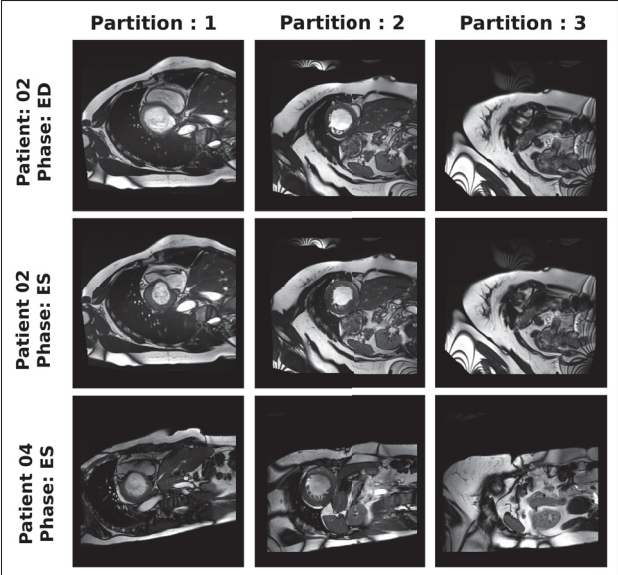 Partition : 1
Partition : 2
Partition : 3
Patient: 02
Phase: ED
Patient 02
Phase: ES
Patient 04
Phase: ES